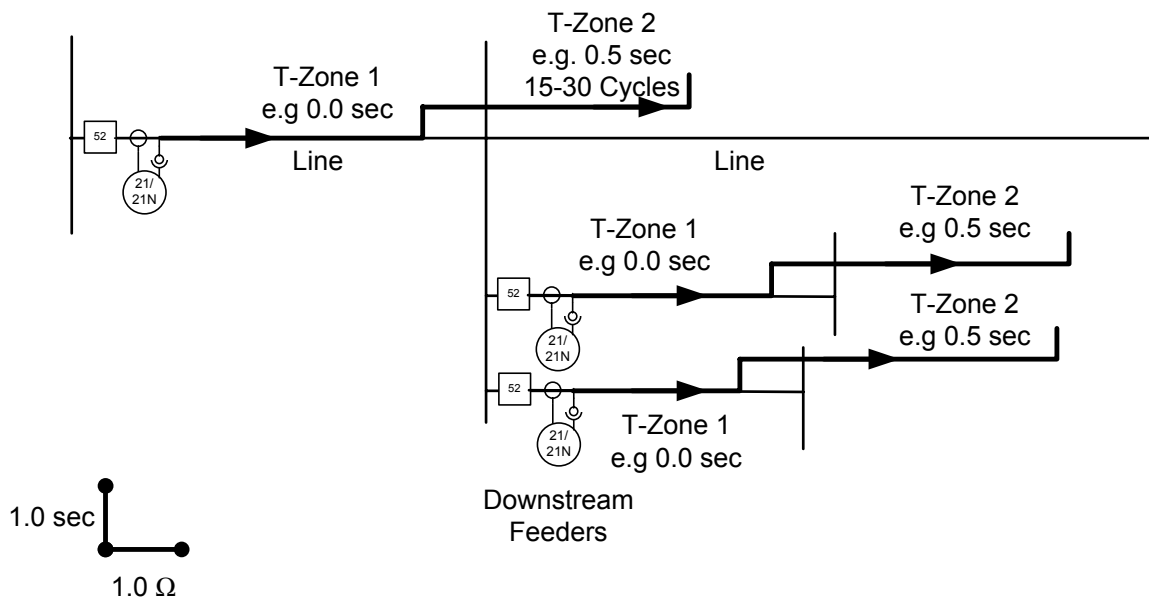 T-Zone 2
e.g. 0.5 sec
15-30 Cycles
T-Zone 1
e.g 0.0 sec
52
21/
21N
Line
Line
T-Zone 2
e.g 0.5 sec
T-Zone 1
e.g 0.0 sec
52
21/
21N
T-Zone 2
e.g 0.5 sec
52
21/
21N
T-Zone 1
e.g 0.0 sec
Downstream
Feeders
1.0 sec
1.0 Ω